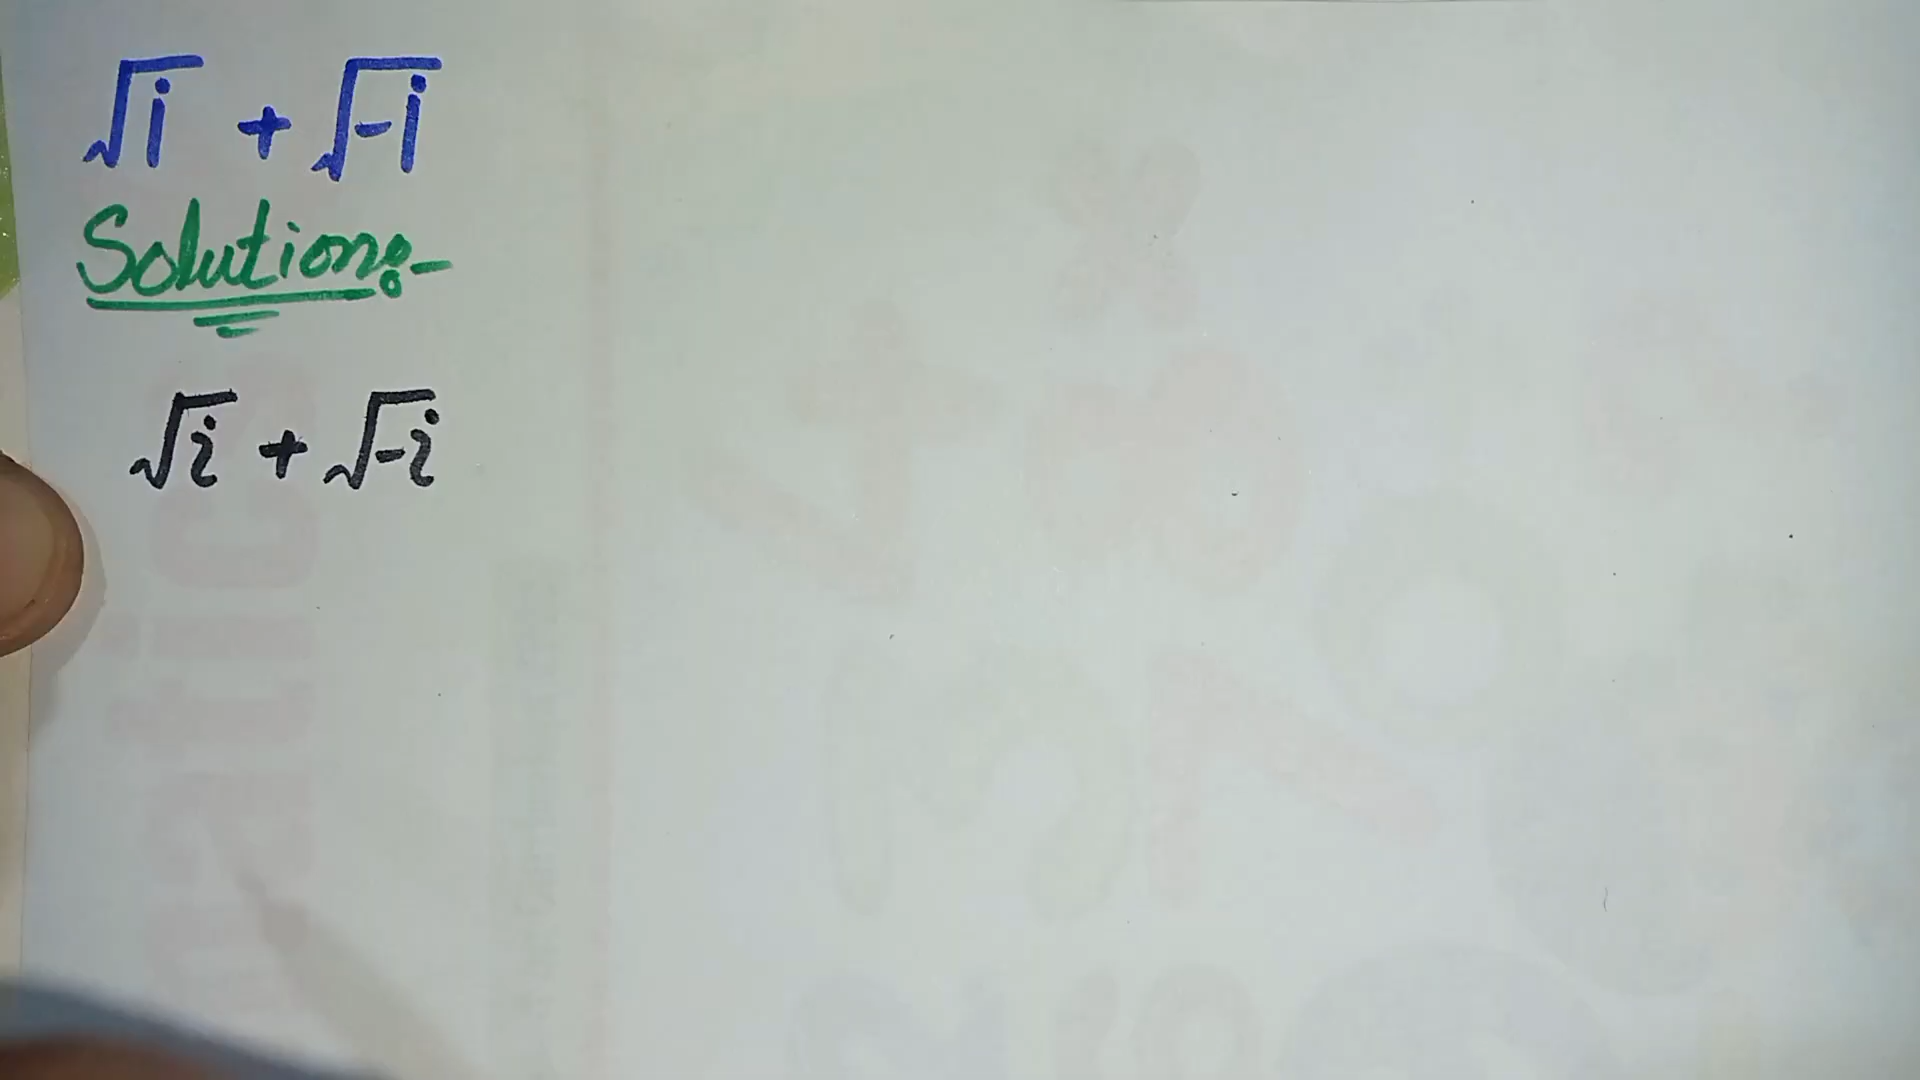 √i + √-i
Solution:-
√i + √-i